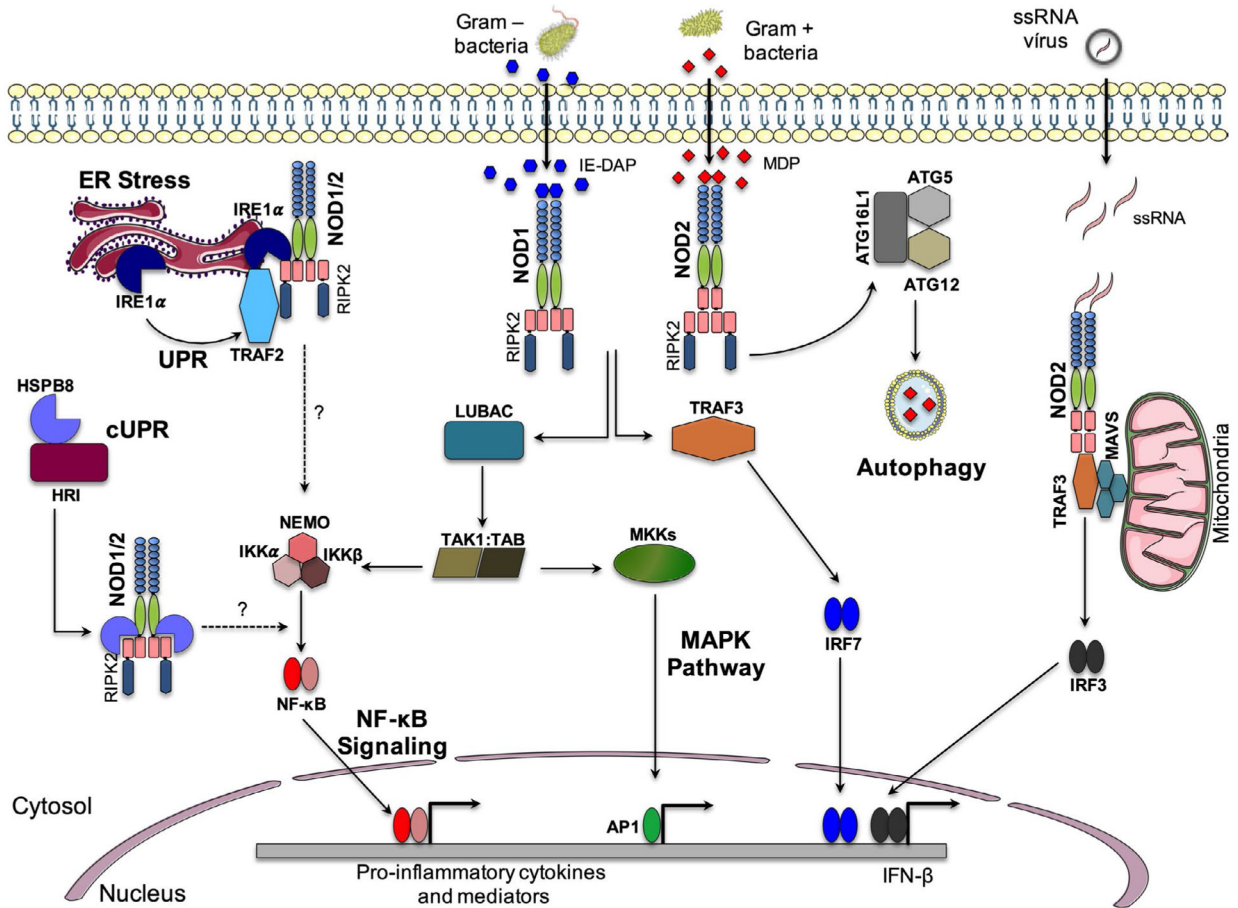 Gram –
bacteria
Gram +
bacteria
ssRNA
vírus
IE-DAP
MDP
ER Stress
IRE1α
NOD1/2
IRE1α
RIPK2
UPR
TRAF2
NOD1
RIPK2
NOD2
RIPK2
ATG5
ATG16L1
ATG12
ssRNA
HSPB8
cUPR
HRI
?
LUBAC
TRAF3
Autophagy
NOD2
MAVS
TRAF3
Mitochondria
NEMO
IKKα
IKKβ
TAK1:TAB
MKKs
NOD1/2
RIPK2
?
NF-κB
MAPK
Pathway
IRF7
IRF3
NF-κB
Signaling
Cytosol
Nucleus
AP1
Pro-inflammatory cytokines
and mediators
IFN-β